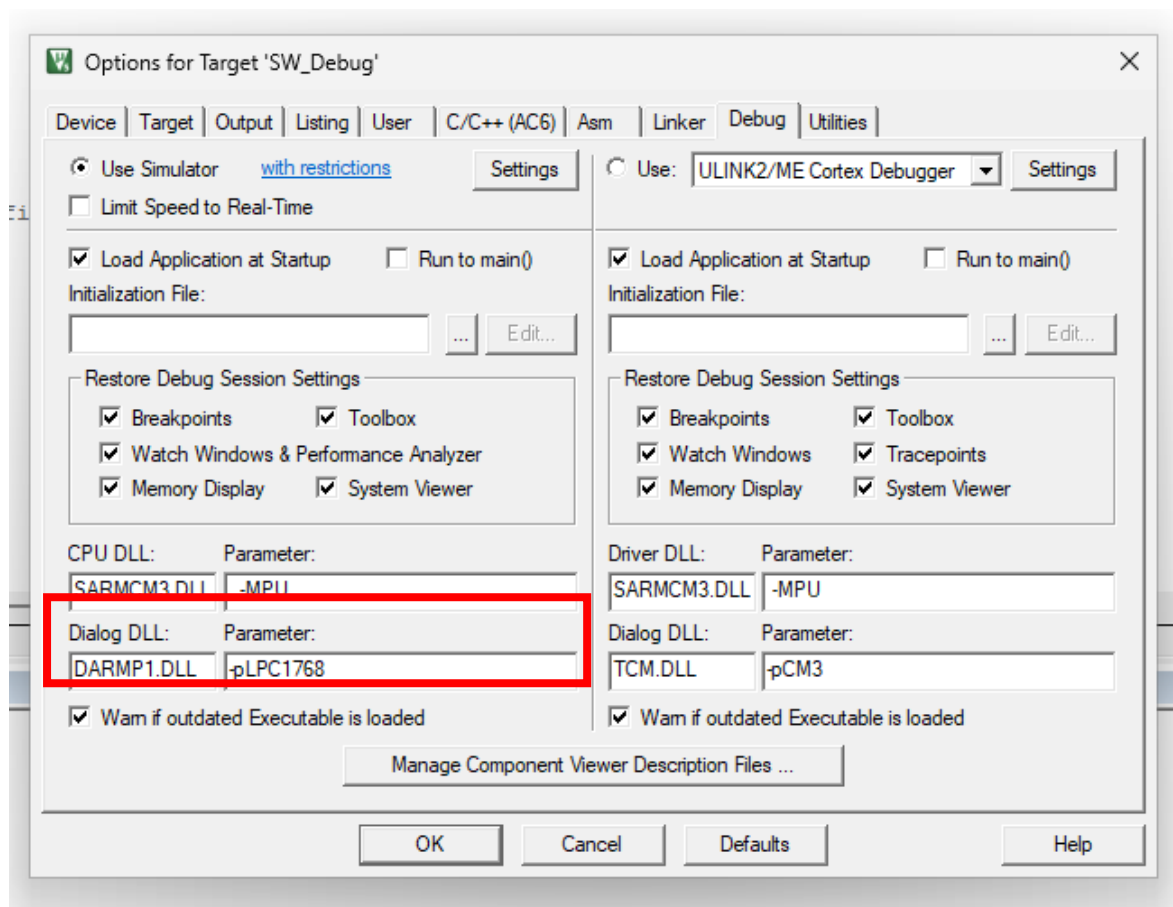 Options for Target 'SW_Debug'
Device Target Output Listing User C/C++ (AC6) Asm Linker Debug Utilities
Use Simulator with restrictions Settings
Limit Speed to Real-Time
Load Application at Startup Run to main()
Initialization File:
... Edit...
Restore Debug Session Settings
Breakpoints Toolbox
Watch Windows & Performance Analyzer
Memory Display System Viewer
CPU DLL: Parameter:
SARMCM3.DLL -MPU
Dialog DLL: Parameter:
DARMP1.DLL -pLPC1768
Warn if outdated Executable is loaded
Use: ULINK2/ME Cortex Debugger Settings
Load Application at Startup Run to main()
Initialization File:
... Edit...
Restore Debug Session Settings
Breakpoints Toolbox
Watch Windows Tracepoints
Memory Display System Viewer
Driver DLL: Parameter:
SARMCM3.DLL -MPU
Dialog DLL: Parameter:
TCM.DLL -pCM3
Warn if outdated Executable is loaded
Manage Component Viewer Description Files ...
OK Cancel Defaults Help